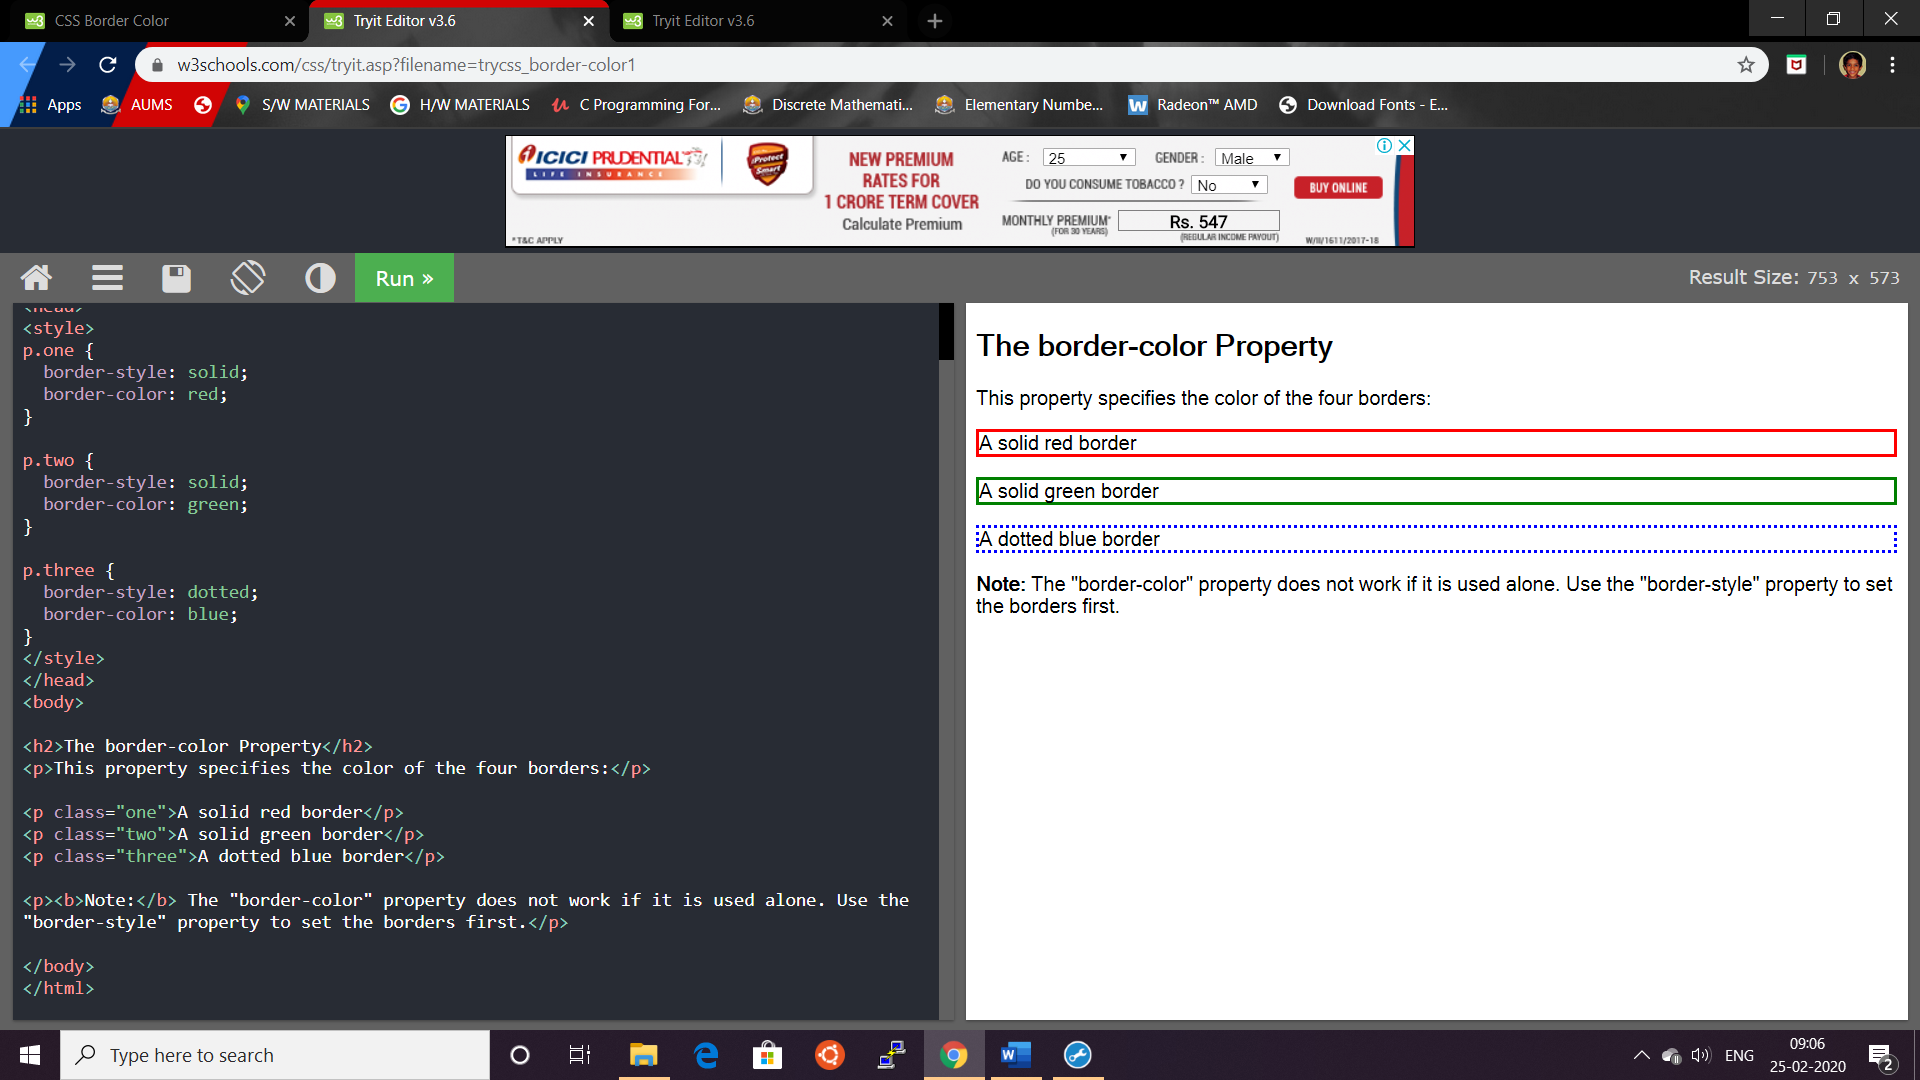 CSS Border Color
Tryit Editor v3.6
Tryit Editor v3.6
w3schools.com/css/tryit.asp?filename=trycss_border-color1
Apps
AUMS
S/W MATERIALS
H/W MATERIALS
C Programming For...
Discrete Mathemati...
Elementary Numbe...
Radeon™ AMD
Download Fonts - E...
ICICI PRUDENTIAL
LIFE INSURANCE
iProtect Smart
*T&C APPLY
NEW PREMIUM
RATES FOR
1 CRORE TERM COVER
Calculate Premium
AGE : 25 GENDER : Male
DO YOU CONSUME TOBACCO ? No
BUY ONLINE
MONTHLY PREMIUM* Rs. 547
(FOR 30 YEARS) (REGULAR INCOME PAYOUT) W/II/1611/2017-18
Run »
Result Size: 753 x 573
<head>
<style>
p.one {
  border-style: solid;
  border-color: red;
}
p.two {
  border-style: solid;
  border-color: green;
}
p.three {
  border-style: dotted;
  border-color: blue;
}
</style>
</head>
<body>
<h2>The border-color Property</h2>
<p>This property specifies the color of the four borders:</p>
<p class="one">A solid red border</p>
<p class="two">A solid green border</p>
<p class="three">A dotted blue border</p>
<p><b>Note:</b> The "border-color" property does not work if it is used alone. Use the
"border-style" property to set the borders first.</p>
</body>
</html>
The border-color Property
This property specifies the color of the four borders:
A solid red border
A solid green border
A dotted blue border
Note: The "border-color" property does not work if it is used alone. Use the "border-style" property to set
the borders first.
Type here to search
ENG
09:06
25-02-2020
2